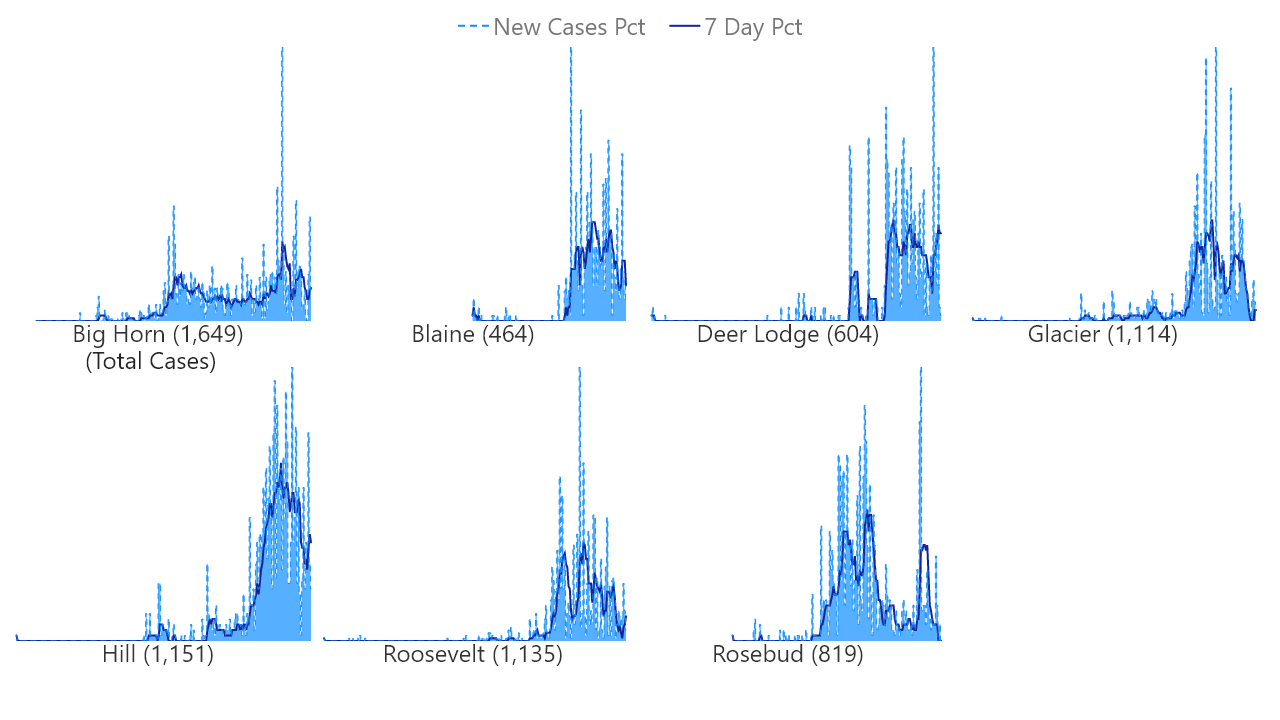 New Cases Pct 7 Day Pct
Big Horn (1,649)
(Total Cases)
Blaine (464)
Deer Lodge (604)
Glacier (1,114)
Hill (1,151)
Roosevelt (1,135)
Rosebud (819)